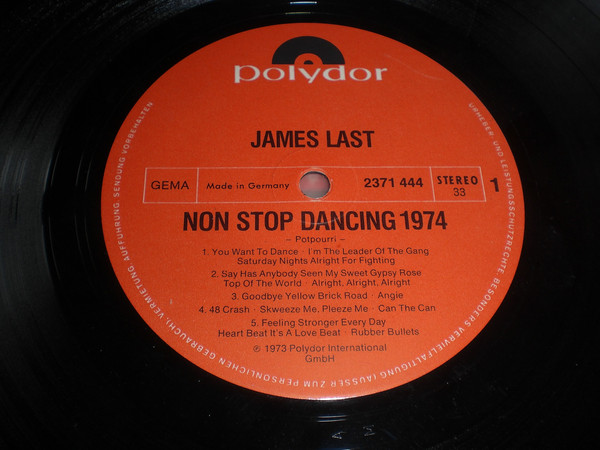 polydor
JAMES LAST
GEMA Made in Germany 2371 444 STEREO 33 1
NON STOP DANCING 1974
– Potpourri –
1. You Want To Dance · I'm The Leader Of The Gang
Saturday Nights Alright For Fighting
2. Say Has Anybody Seen My Sweet Gypsy Rose
Top Of The World · Alright, Alright, Alright
3. Goodbye Yellow Brick Road · Angie
4. 48 Crash · Skweeze Me, Pleeze Me · Can The Can
5. Feeling Stronger Every Day
Heart Beat It's A Love Beat · Rubber Bullets
℗ 1973 Polydor International
GmbH
URHEBER- UND LEISTUNGSSCHUTZRECHTE, BESONDERS VERVIELFÄLTIGUNG (AUSSER ZUM PERSÖNLICHEN GEBRAUCH), VERMIETUNG, AUFFÜHRUNG, SENDUNG VORBEHALTEN